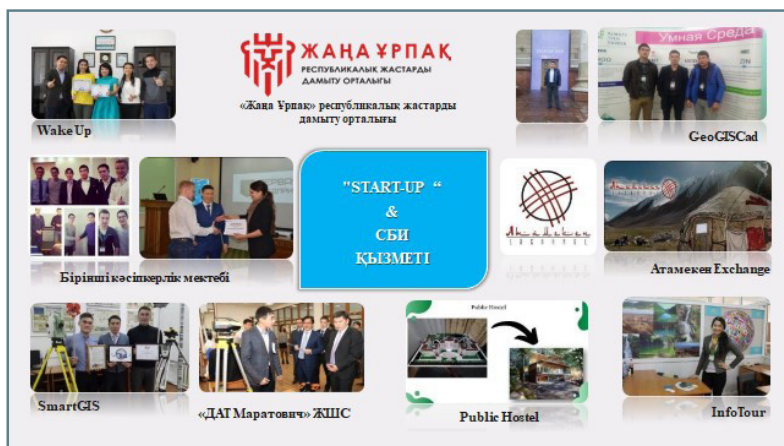 ЖАҢА ҰРПАҚ
РЕСПУБЛИКАЛЫҚ ЖАСТАРДЫ
ДАМЫТУ ОРТАЛЫҒЫ
«Жаңа Ұрпақ» республикалық жастарды
дамыту орталығы
Умная Среда
Wake Up
GeoGISCad
"START-UP “
&
СБИ
ҚЫЗМЕТІ
Бірінші кәсіпкерлік мектебі
Атамекен Exchange
Public Hostel
SmartGIS
«ДАТ Маратович» ЖШС
Public Hostel
InfoTour